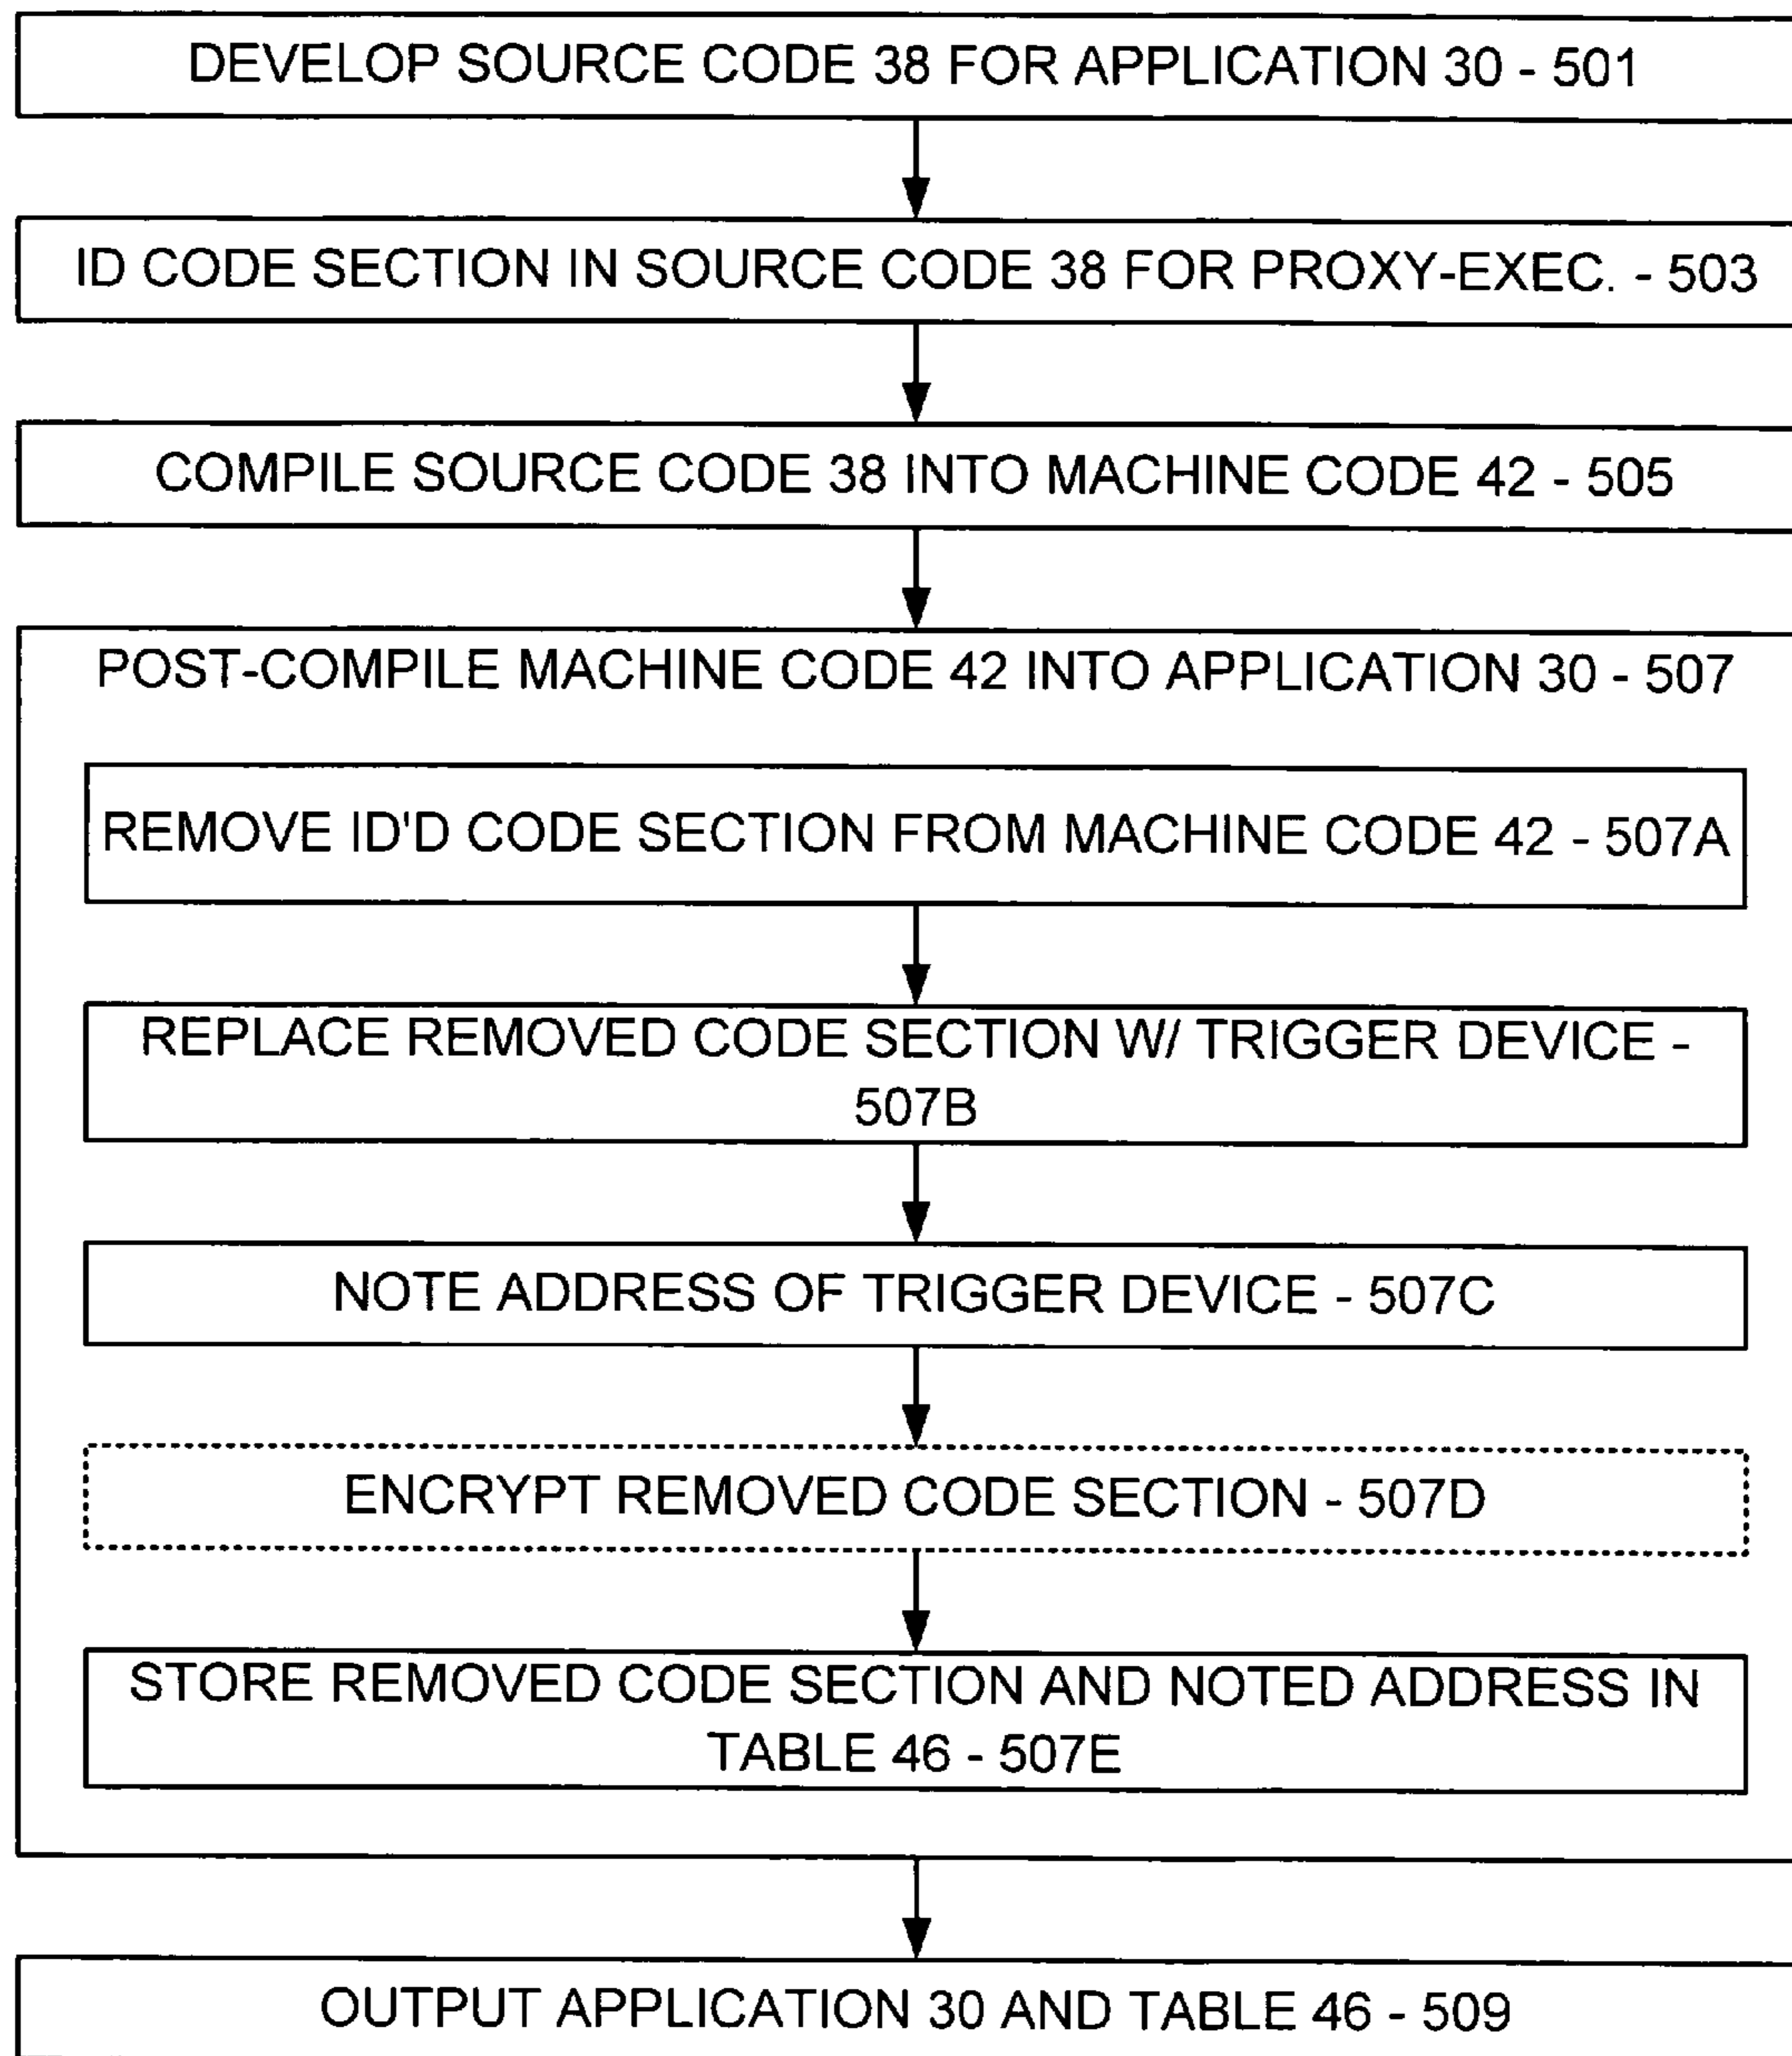 DEVELOP SOURCE CODE 38 FOR APPLICATION 30 - 501
ID CODE SECTION IN SOURCE CODE 38 FOR PROXY-EXEC. - 503
COMPILE SOURCE CODE 38 INTO MACHINE CODE 42 - 505
POST-COMPILE MACHINE CODE 42 INTO APPLICATION 30 - 507
REMOVE ID'D CODE SECTION FROM MACHINE CODE 42 - 507A
REPLACE REMOVED CODE SECTION W/ TRIGGER DEVICE -
507B
NOTE ADDRESS OF TRIGGER DEVICE - 507C
ENCRYPT REMOVED CODE SECTION - 507D
STORE REMOVED CODE SECTION AND NOTED ADDRESS IN
TABLE 46 - 507E
OUTPUT APPLICATION 30 AND TABLE 46 - 509